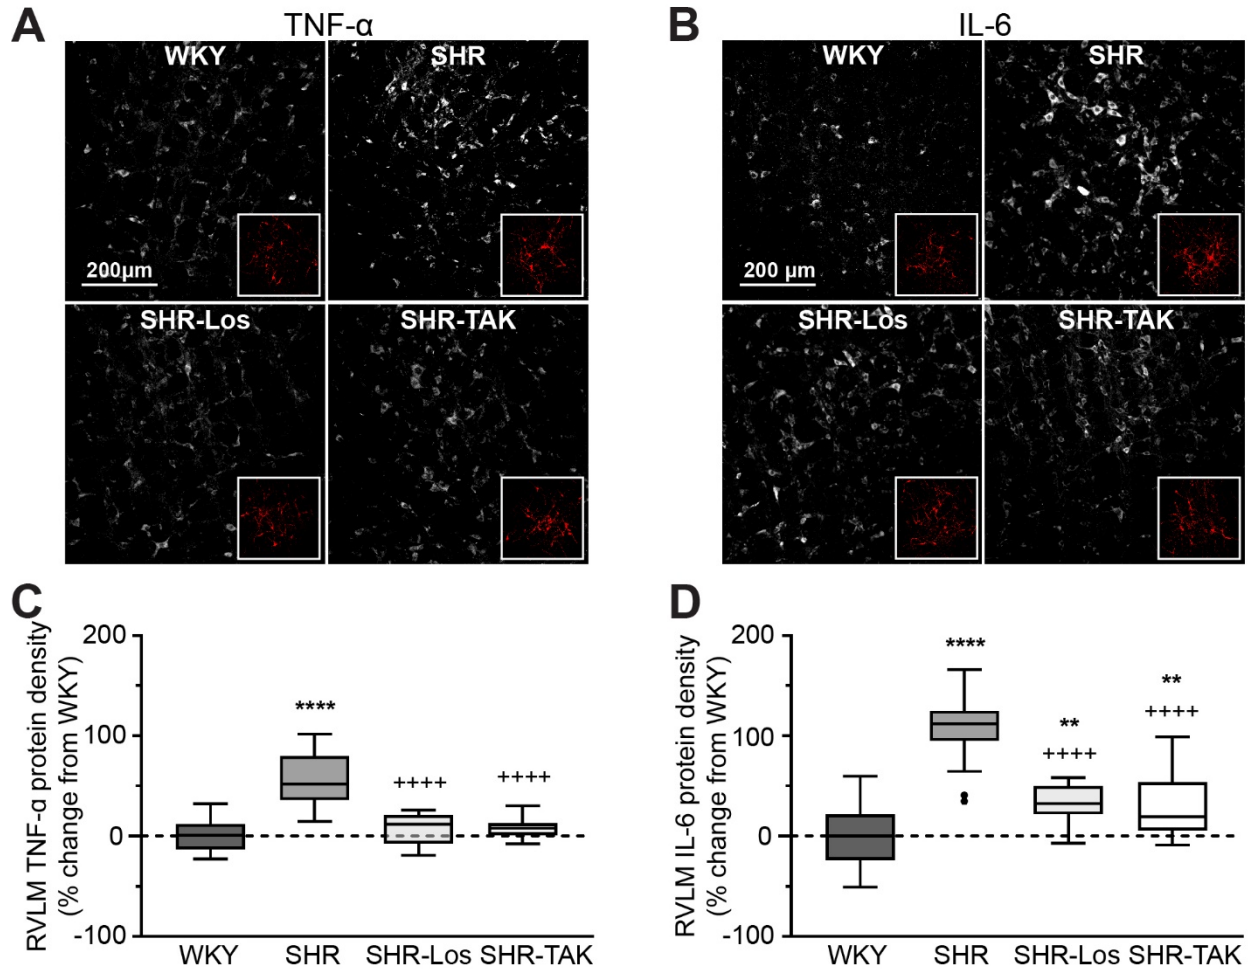 A
TNF-α
WKY
SHR
200μm
SHR-Los
SHR-TAK
B
IL-6
WKY
SHR
200 μm
SHR-Los
SHR-TAK
C
RVLM TNF-α protein density
(% change from WKY)
200
100
0
-100
****
++++
++++
WKY
SHR
SHR-Los
SHR-TAK
D
RVLM IL-6 protein density
(% change from WKY)
200
100
0
-100
****
**
++++
**
++++
WKY
SHR
SHR-Los
SHR-TAK